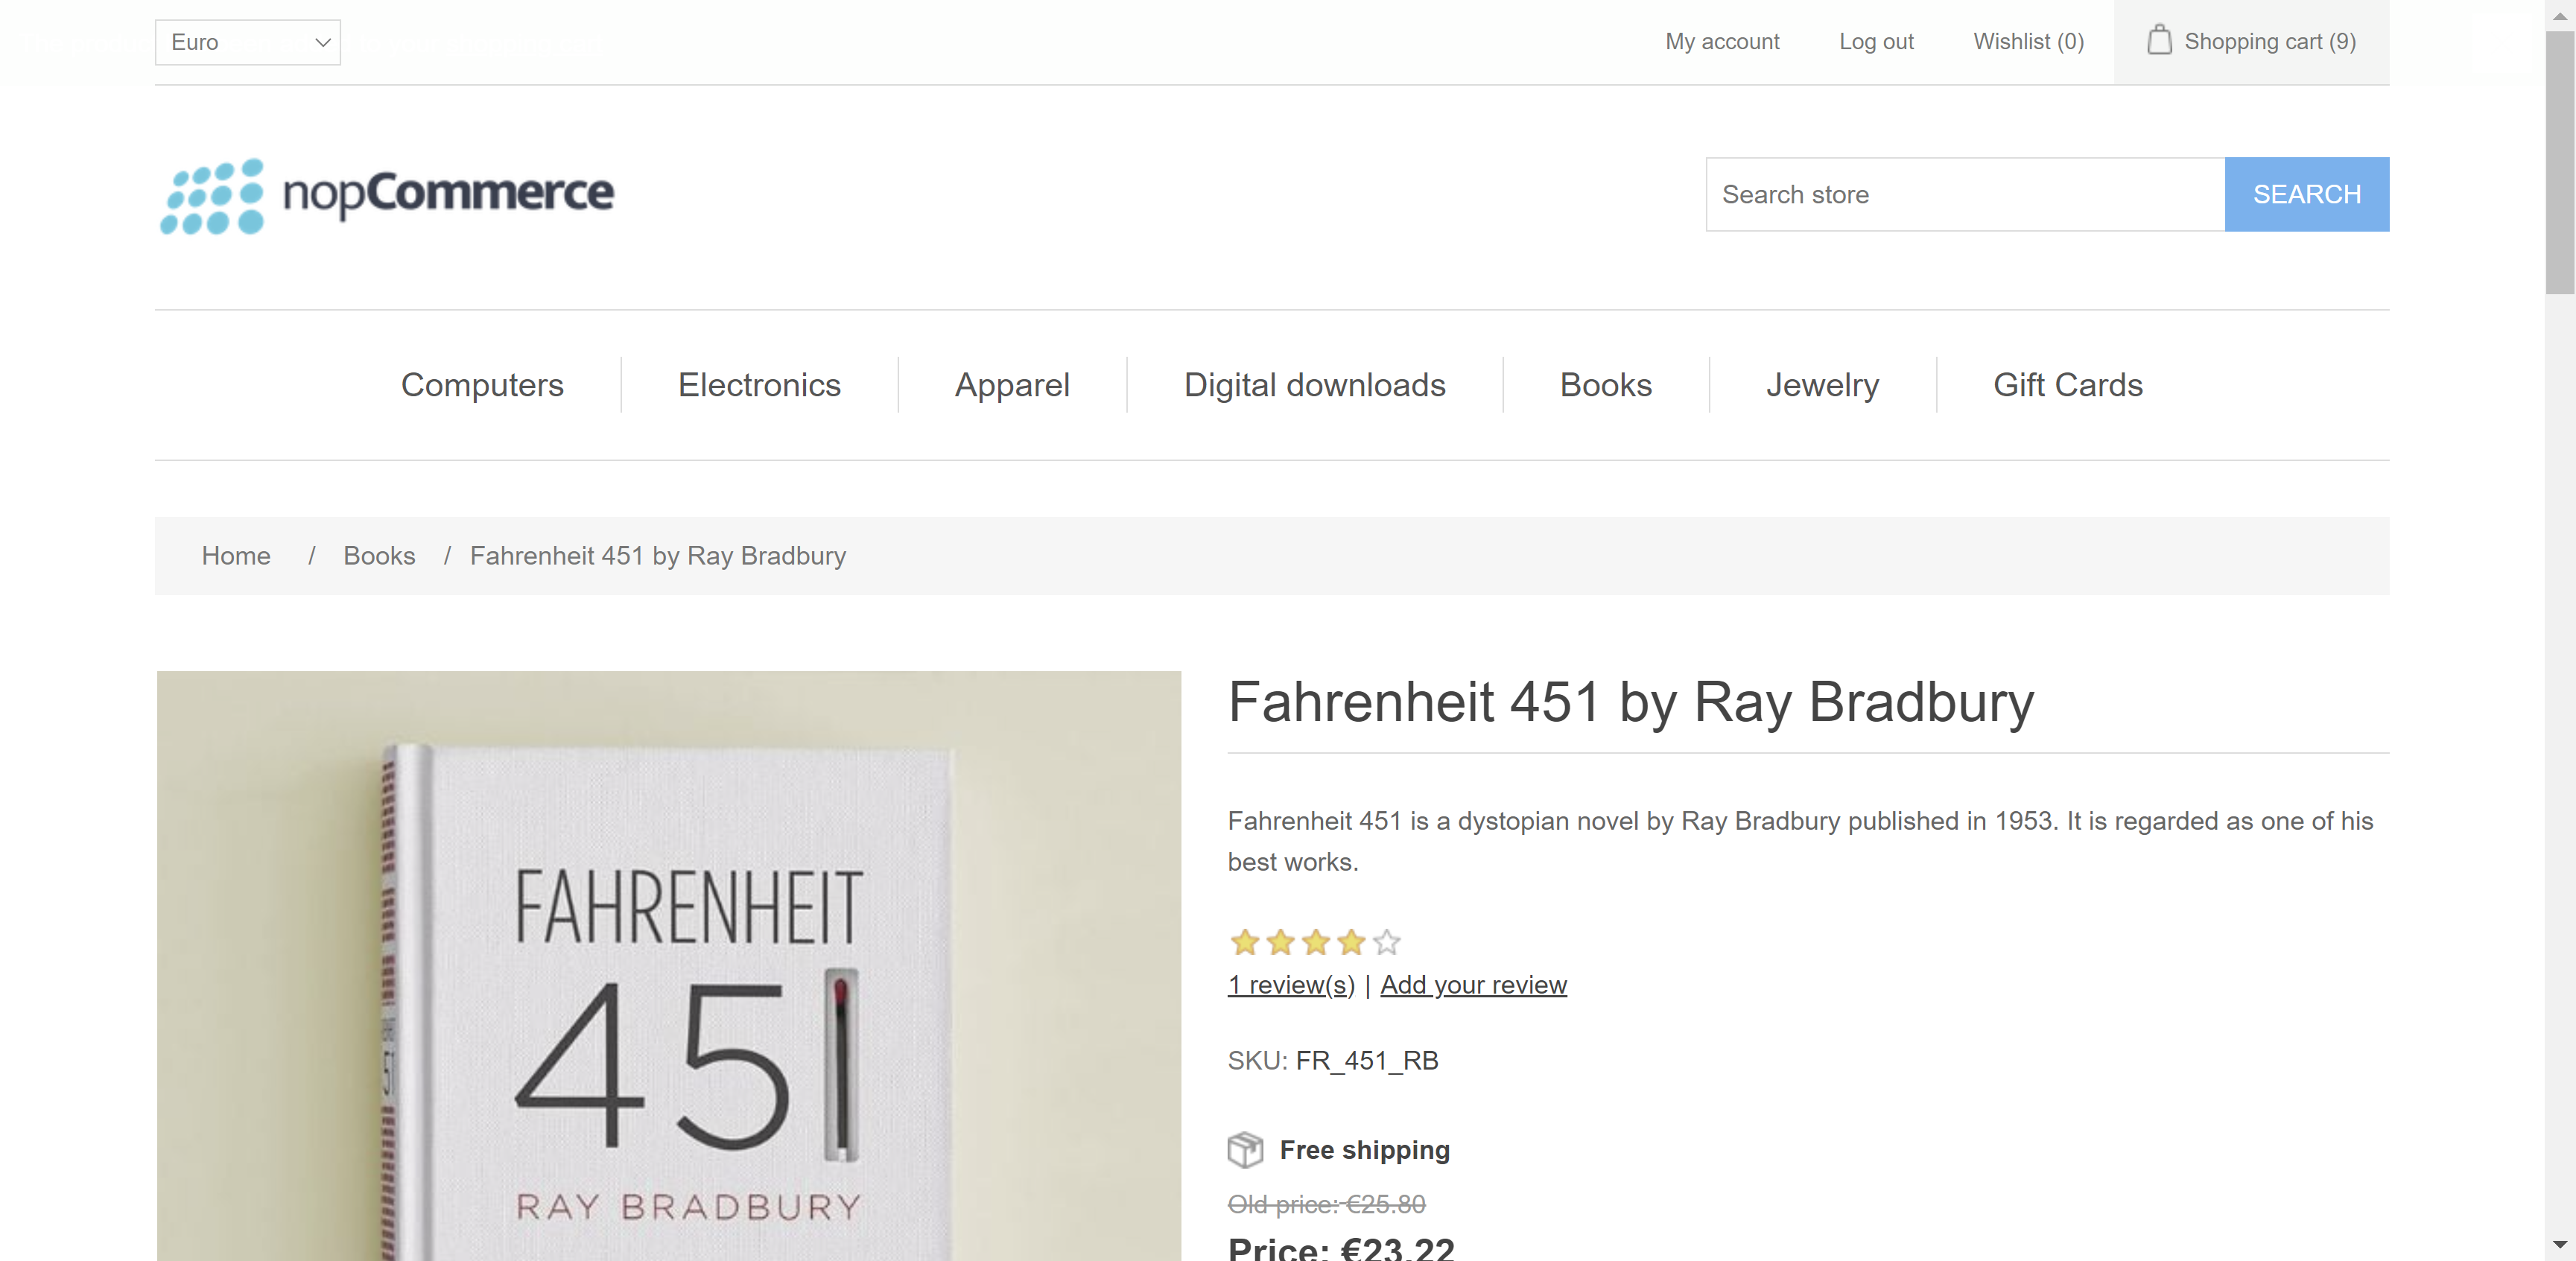 Euro
My account
Log out
Wishlist (0)
Shopping cart (9)
nopCommerce
Search store
SEARCH
Computers
Electronics
Apparel
Digital downloads
Books
Jewelry
Gift Cards
Home / Books / Fahrenheit 451 by Ray Bradbury
FAHRENHEIT
451
RAY BRADBURY
Fahrenheit 451 by Ray Bradbury
Fahrenheit 451 is a dystopian novel by Ray Bradbury published in 1953. It is regarded as one of his
best works.
1 review(s) | Add your review
SKU: FR_451_RB
Free shipping
Old price: €25.80
Price: €23.22